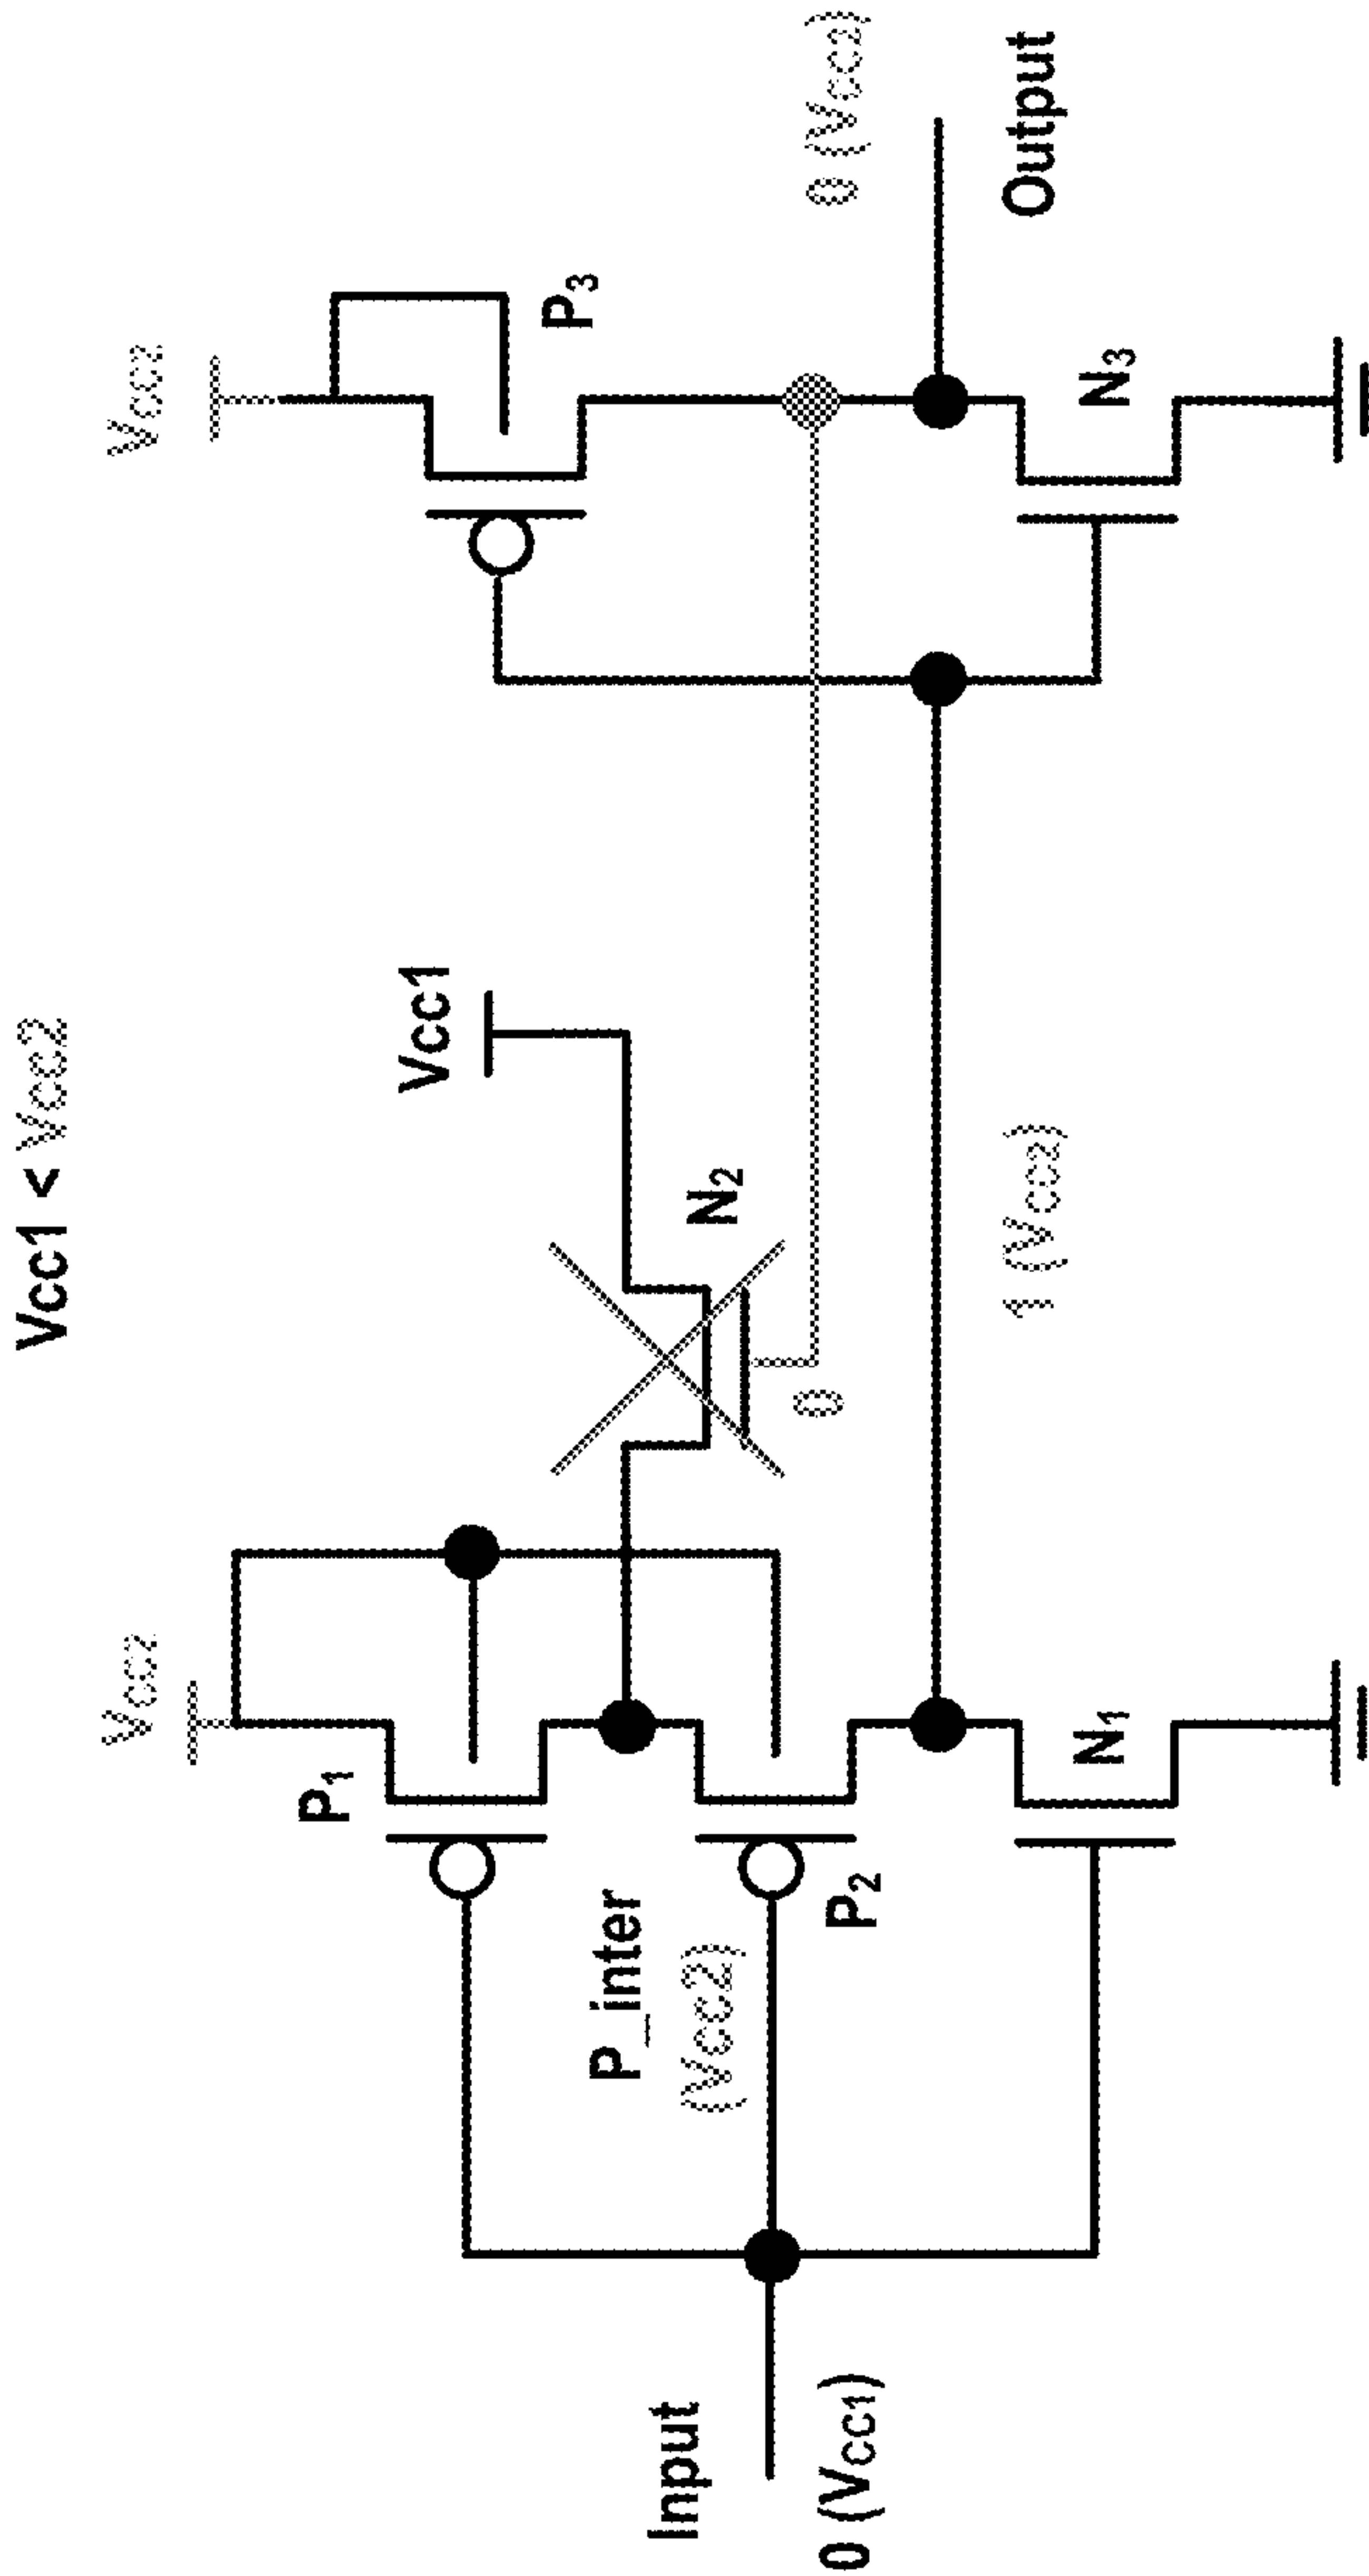 Vcc1 < Vcc2
Vcc2
Vcc2
P1
Vcc1
P3
P_inter
(Vcc2)
N2
0
0 (Vcc2)
Input
0 (Vcc1)
P2
1 (Vcc2)
Output
N1
N3